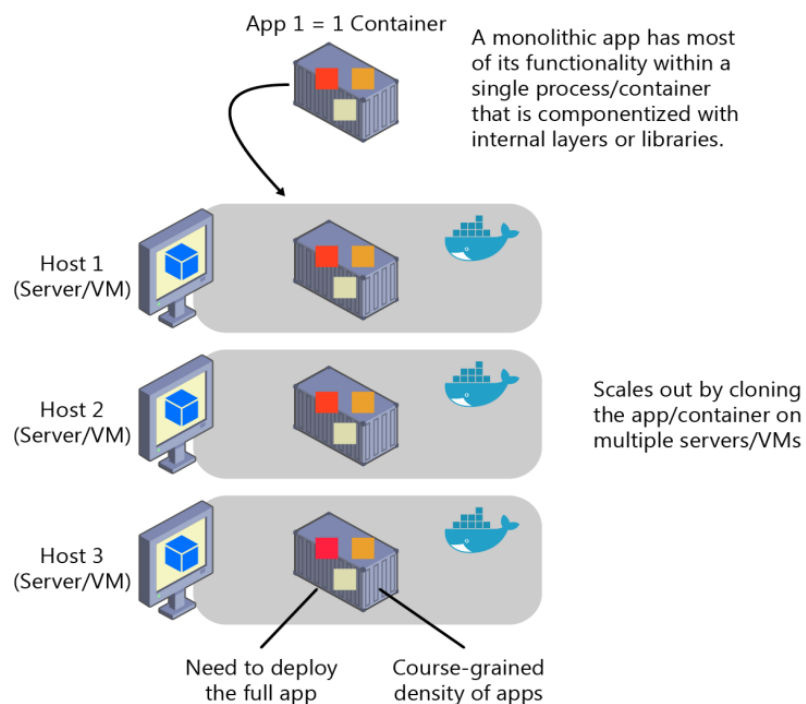 App 1 = 1 Container
A monolithic app has most
of its functionality within a
single process/container
that is componentized with
internal layers or libraries.
Host 1
(Server/VM)
Host 2
(Server/VM)
Scales out by cloning
the app/container on
multiple servers/VMs
Host 3
(Server/VM)
Need to deploy
the full app
Course-grained
density of apps